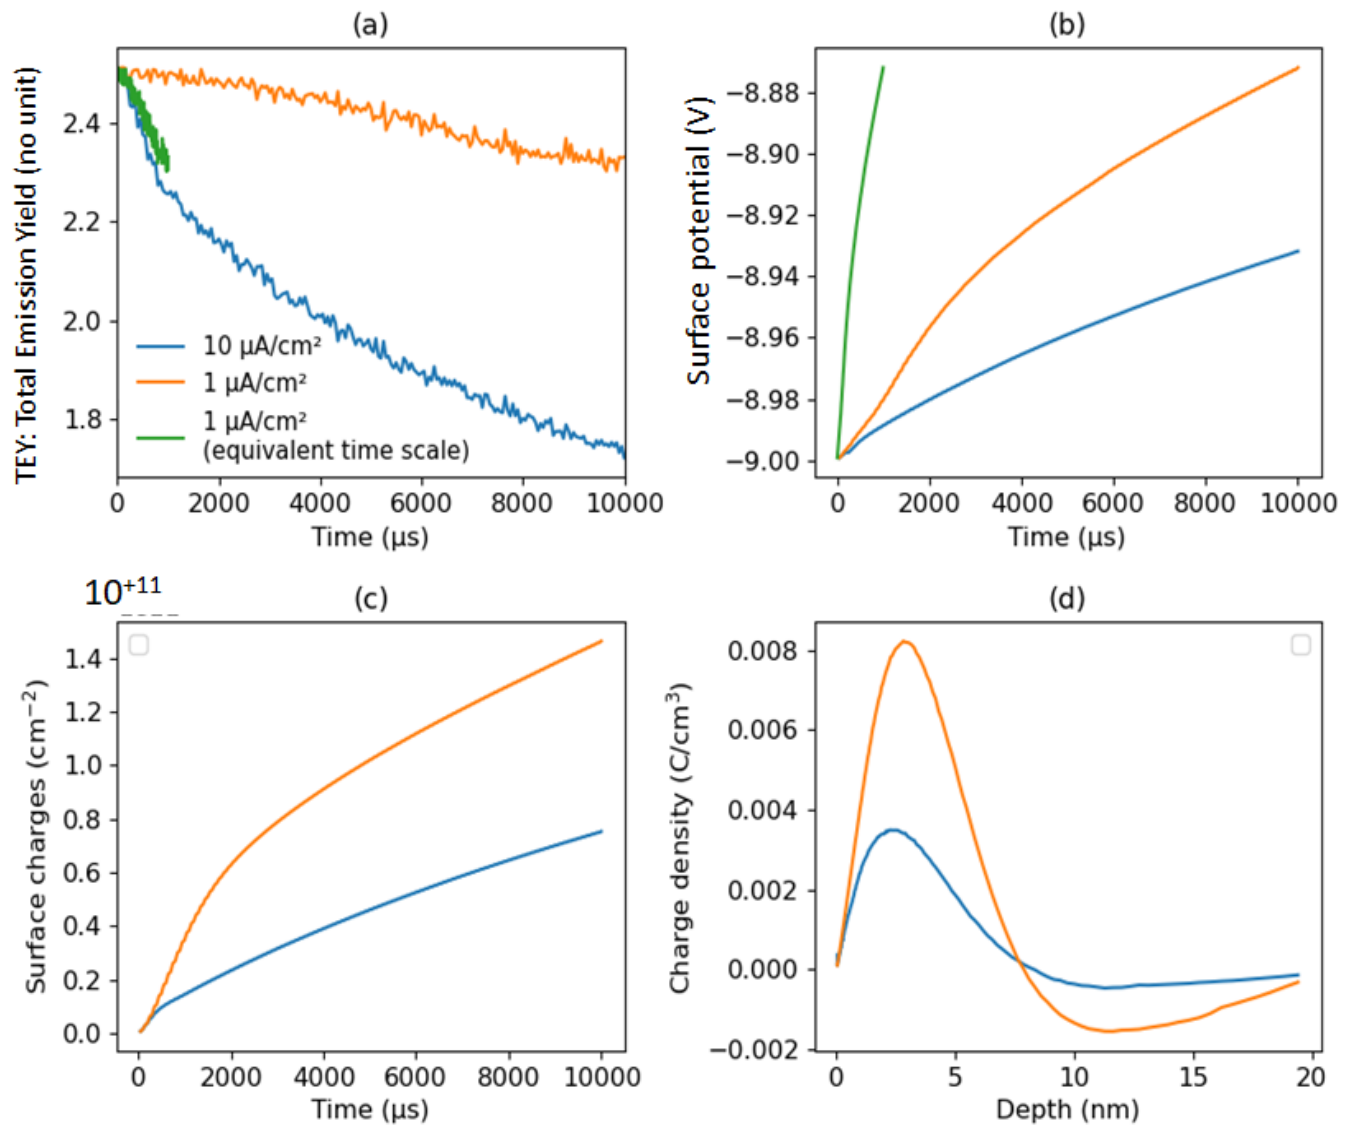 (a)
TEY: Total Emission Yield (no unit)
2.4
2.2
2.0
1.8
10 μA/cm²
1 μA/cm²
1 μA/cm²
(equivalent time scale)
0 2000 4000 6000 8000 10000
Time (μs)
(b)
Surface potential (V)
−8.88
−8.90
−8.92
−8.94
−8.96
−8.98
−9.00
0 2000 4000 6000 8000 10000
Time (μs)
10⁺¹¹
(c)
Surface charges (cm⁻²)
1.4
1.2
1.0
0.8
0.6
0.4
0.2
0.0
0 2000 4000 6000 8000 10000
Time (μs)
(d)
Charge density (C/cm³)
0.008
0.006
0.004
0.002
0.000
−0.002
0 5 10 15 20
Depth (nm)